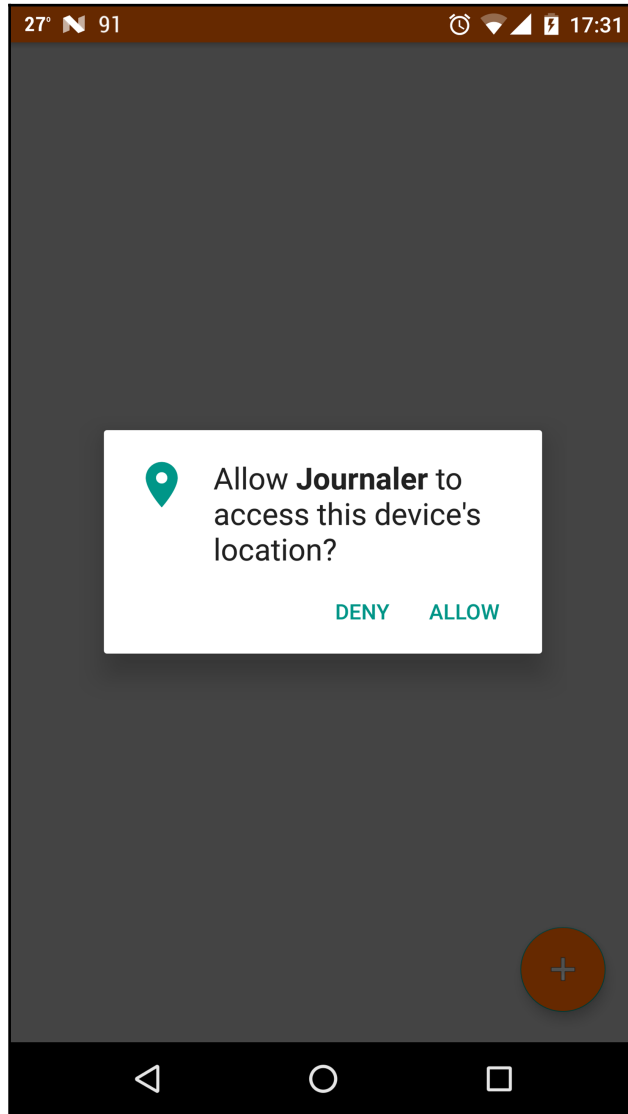 27° N 91 17:31
Allow Journaler to
access this device's
location?
DENY ALLOW